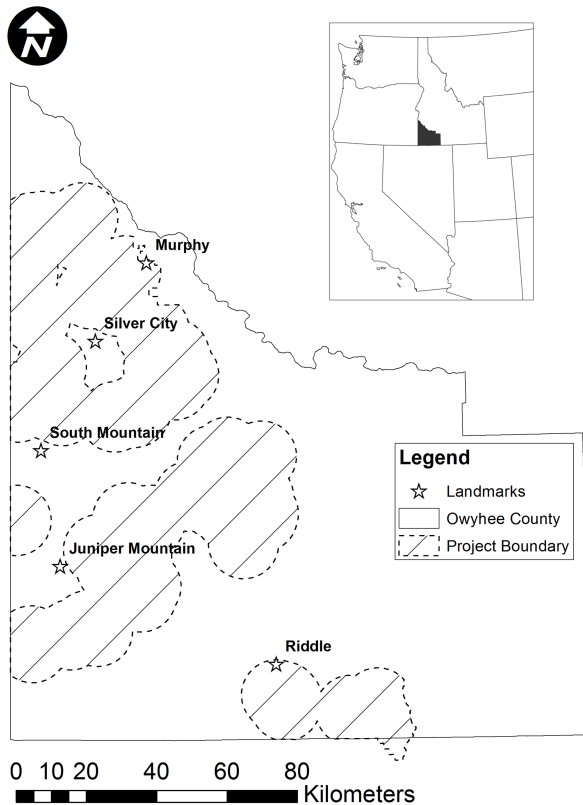 N
Murphy
Silver City
South Mountain
Juniper Mountain
Riddle
Legend
Landmarks
Owyhee County
Project Boundary
0 10 20 40 60 80
Kilometers